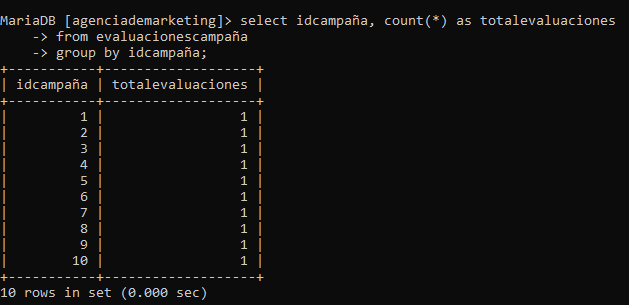 MariaDB [agenciademarketing]> select idcampaña, count(*) as totalevaluaciones
    -> from evaluacionescampaña
    -> group by idcampaña;
+-----------+-------------------+
| idcampaña | totalevaluaciones |
+-----------+-------------------+
|         1 |                 1 |
|         2 |                 1 |
|         3 |                 1 |
|         4 |                 1 |
|         5 |                 1 |
|         6 |                 1 |
|         7 |                 1 |
|         8 |                 1 |
|         9 |                 1 |
|        10 |                 1 |
+-----------+-------------------+
10 rows in set (0.000 sec)